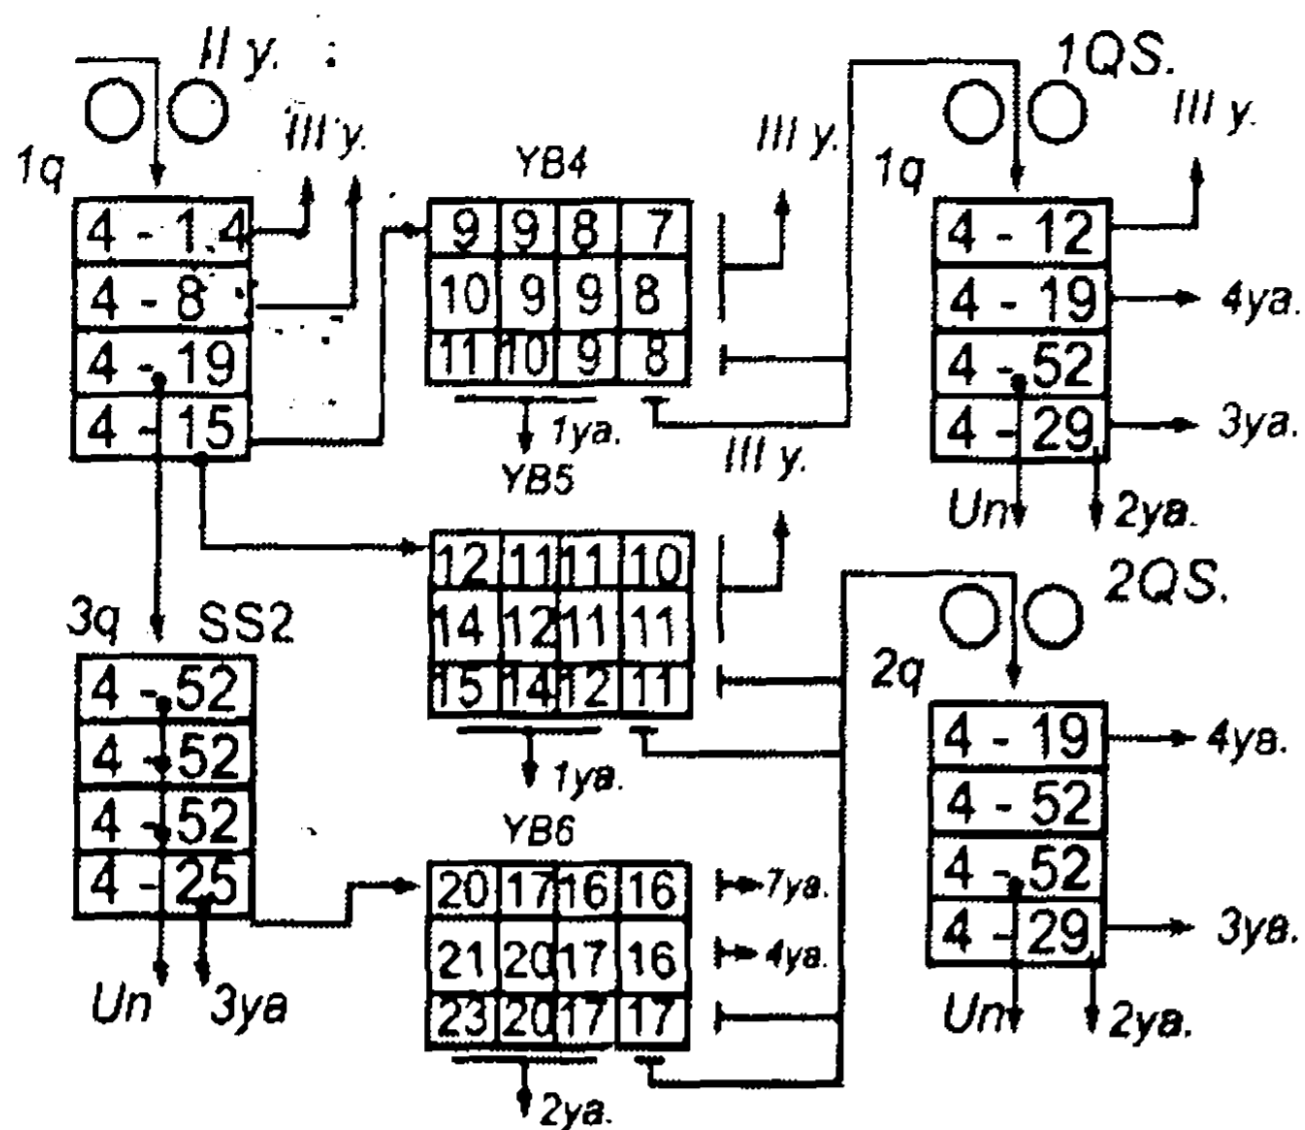 II y.
III y.
1q
4 - 1 4
4 - 8
4 - 19
4 - 15
3q SS2
4 - 52
4 - 52
4 - 52
4 - 25
Un 3ya
YB4
III y.
9 9 8 7
10 9 9 8
11 10 9 8
1ya.
YB5
III y.
12 11 11 10
14 12 11 11
15 14 12 11
1ya.
YB6
20 17 16 16 7ya.
21 20 17 16 4ya.
23 20 17 17
2ya.
1QS.
III y.
1q
4 - 12
4 - 19 4ya.
4 - 52
4 - 29 3ya.
Un 2ya.
2QS.
2q
4 - 19 4ya.
4 - 52
4 - 52
4 - 29 3ya.
Un 2ya.